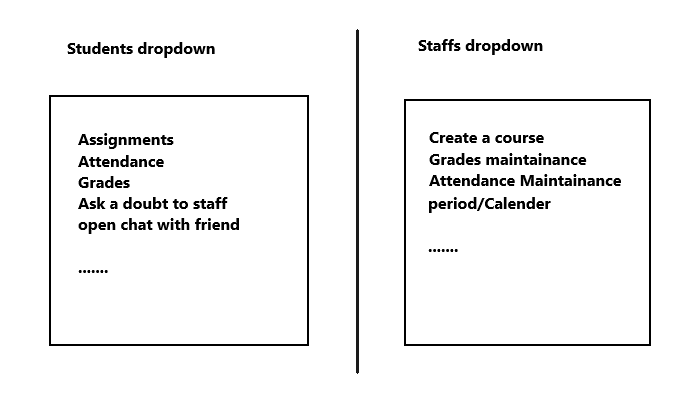 Students dropdown
Assignments
Attendance
Grades
Ask a doubt to staff
open chat with friend
.......
Staffs dropdown
Create a course
Grades maintainance
Attendance Maintainance
period/Calender
.......